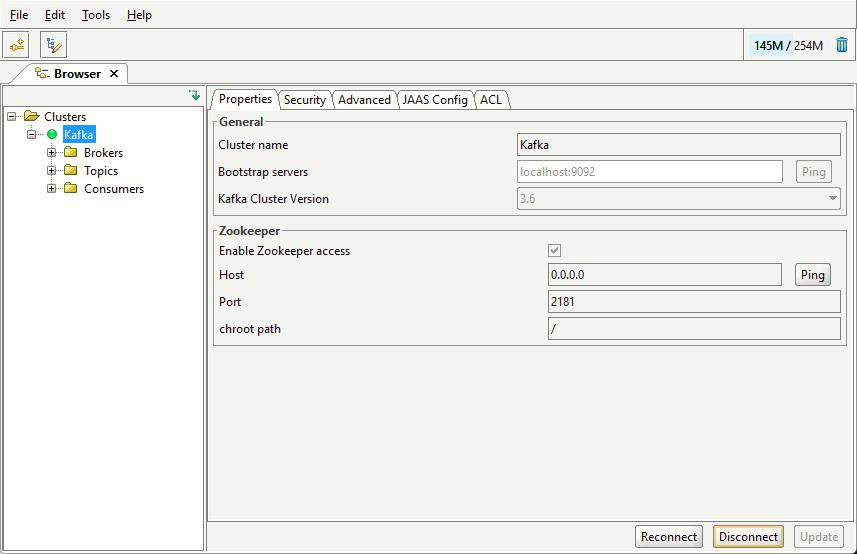 File Edit Tools Help
145M / 254M
Browser
Clusters
Kafka
Brokers
Topics
Consumers
Properties Security Advanced JAAS Config ACL
General
Cluster name Kafka
Bootstrap servers localhost:9092 Ping
Kafka Cluster Version 3.6
Zookeeper
Enable Zookeeper access
Host 0.0.0.0 Ping
Port 2181
chroot path /
Reconnect Disconnect Update